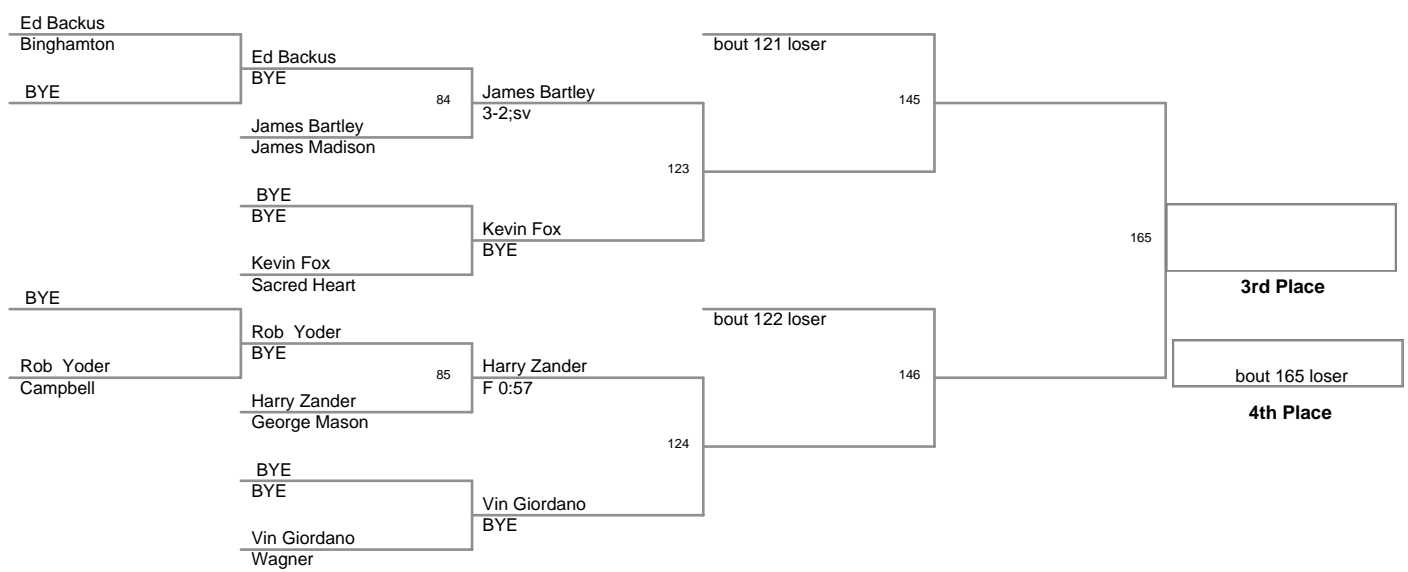 Ed Backus
Binghamton
BYE
Ed Backus
BYE
84
James Bartley
James Madison
James Bartley
3-2;sv
BYE
BYE
Kevin Fox
Sacred Heart
Kevin Fox
BYE
123
bout 121 loser
145
BYE
Rob  Yoder
Campbell
Rob  Yoder
BYE
85
Harry Zander
George Mason
Harry Zander
F 0:57
BYE
BYE
Vin Giordano
Wagner
Vin Giordano
BYE
124
bout 122 loser
146
165
3rd Place
bout 165 loser
4th Place